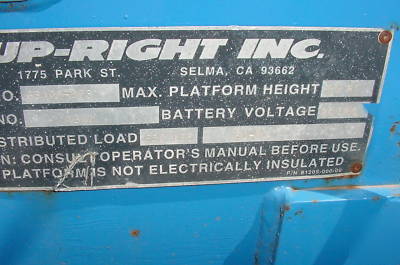 UP-RIGHT INC.
1775 PARK ST. SELMA, CA 93662
O. MAX. PLATFORM HEIGHT
NO. BATTERY VOLTAGE
STRIBUTED LOAD
N: CONSULT OPERATOR'S MANUAL BEFORE USE.
PLATFORM IS NOT ELECTRICALLY INSULATED
P/N 61205-000-00